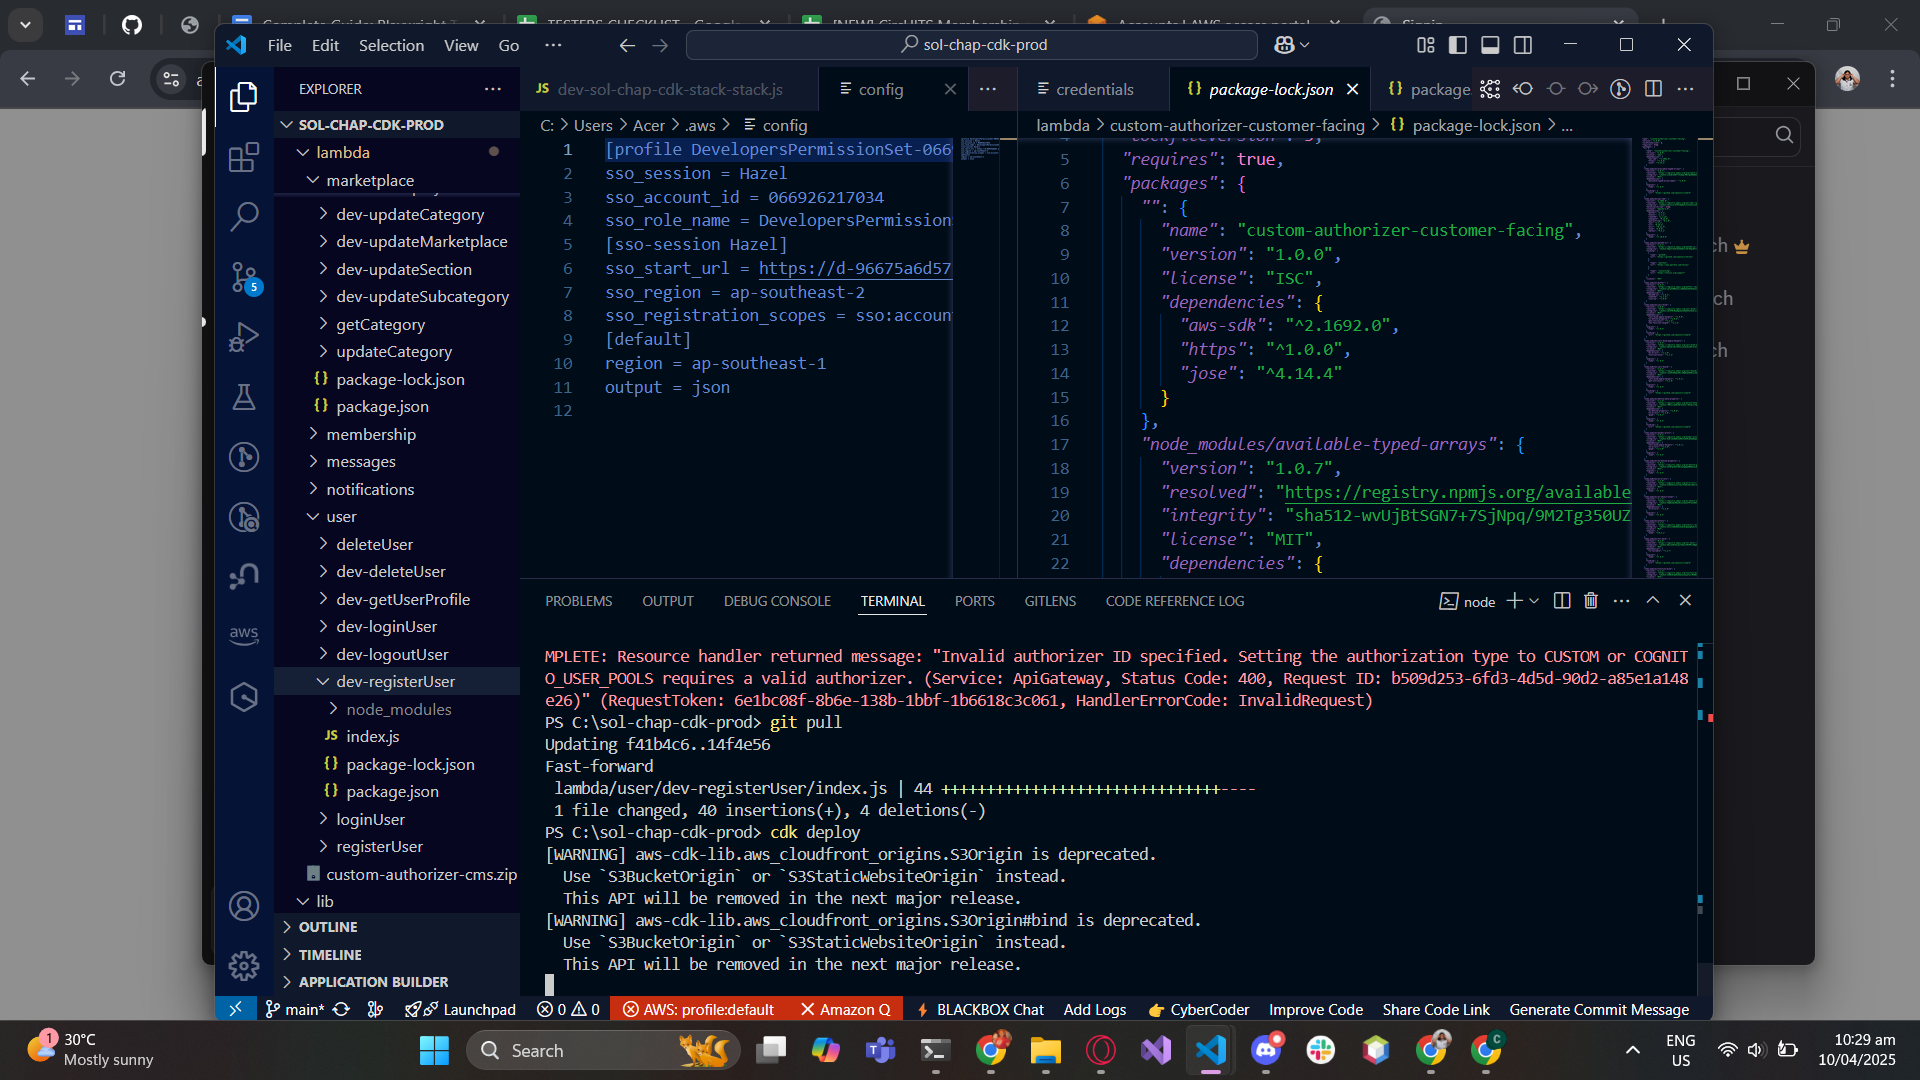 File Edit Selection View Go ···
sol-chap-cdk-prod
EXPLORER
SOL-CHAP-CDK-PROD
lambda
marketplace
dev-updateCategory
dev-updateMarketplace
dev-updateSection
dev-updateSubcategory
getCategory
updateCategory
package-lock.json
package.json
membership
messages
notifications
user
deleteUser
dev-deleteUser
dev-getUserProfile
dev-loginUser
dev-logoutUser
dev-registerUser
node_modules
index.js
package-lock.json
package.json
loginUser
registerUser
custom-authorizer-cms.zip
lib
OUTLINE
TIMELINE
APPLICATION BUILDER
5
aws
JS dev-sol-chap-cdk-stack-stack.js
config
C: > Users > Acer > .aws > config
1 [profile DevelopersPermissionSet-066
2 sso_session = Hazel
3 sso_account_id = 066926217034
4 sso_role_name = DevelopersPermission
5 [sso-session Hazel]
6 sso_start_url = https://d-96675a6d57
7 sso_region = ap-southeast-2
8 sso_registration_scopes = sso:account
9 [default]
10 region = ap-southeast-1
11 output = json
12
credentials
{} package-lock.json
{} package
lambda > custom-authorizer-customer-facing > {} package-lock.json > ...
5 "requires": true,
6 "packages": {
7 "": {
8 "name": "custom-authorizer-customer-facing",
9 "version": "1.0.0",
10 "license": "ISC",
11 "dependencies": {
12 "aws-sdk": "^2.1692.0",
13 "https": "^1.0.0",
14 "jose": "^4.14.4"
15 }
16 },
17 "node_modules/available-typed-arrays": {
18 "version": "1.0.7",
19 "resolved": "https://registry.npmjs.org/available
20 "integrity": "sha512-wvUjBtSGN7+7SjNpq/9M2Tg350UZ
21 "license": "MIT",
22 "dependencies": {
PROBLEMS OUTPUT DEBUG CONSOLE TERMINAL PORTS GITLENS CODE REFERENCE LOG
node
MPLETE: Resource handler returned message: "Invalid authorizer ID specified. Setting the authorization type to CUSTOM or COGNIT
O_USER_POOLS requires a valid authorizer. (Service: ApiGateway, Status Code: 400, Request ID: b509d253-6fd3-4d5d-90d2-a85e1a148
e26)" (RequestToken: 6e1bc08f-8b6e-138b-1bbf-1b6618c3c061, HandlerErrorCode: InvalidRequest)
PS C:\sol-chap-cdk-prod> git pull
Updating f41b4c6..14f4e56
Fast-forward
lambda/user/dev-registerUser/index.js | 44 +++++++++++++++++++++++++++++++----
1 file changed, 40 insertions(+), 4 deletions(-)
PS C:\sol-chap-cdk-prod> cdk deploy
[WARNING] aws-cdk-lib.aws_cloudfront_origins.S3Origin is deprecated.
Use `S3BucketOrigin` or `S3StaticWebsiteOrigin` instead.
This API will be removed in the next major release.
[WARNING] aws-cdk-lib.aws_cloudfront_origins.S3Origin#bind is deprecated.
Use `S3BucketOrigin` or `S3StaticWebsiteOrigin` instead.
This API will be removed in the next major release.
main* Launchpad 0 0 AWS: profile:default Amazon Q BLACKBOX Chat Add Logs CyberCoder Improve Code Share Code Link Generate Commit Message
1
30°C
Mostly sunny
Search
ENG
US
10:29 am
10/04/2025